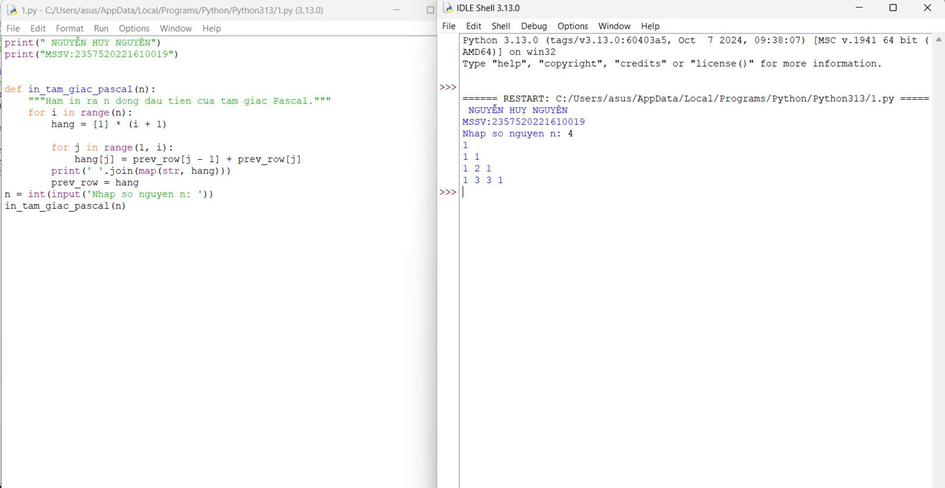 1.py - C:/Users/asus/AppData/Local/Programs/Python/Python313/1.py (3.13.0)
File Edit Format Run Options Window Help
print(" NGUYỄN HUY NGUYÊN")
print("MSSV:2357520221610019")
def in_tam_giac_pascal(n):
    """Ham in ra n dong dau tien cua tam giac Pascal."""
    for i in range(n):
        hang = [1] * (i + 1)
        for j in range(1, i):
            hang[j] = prev_row[j - 1] + prev_row[j]
        print(' '.join(map(str, hang)))
        prev_row = hang
n = int(input('Nhap so nguyen n: '))
in_tam_giac_pascal(n)
IDLE Shell 3.13.0
File Edit Shell Debug Options Window Help
Python 3.13.0 (tags/v3.13.0:60403a5, Oct  7 2024, 09:38:07) [MSC v.1941 64 bit (
AMD64)] on win32
Type "help", "copyright", "credits" or "license()" for more information.
>>>
====== RESTART: C:/Users/asus/AppData/Local/Programs/Python/Python313/1.py =====
 NGUYỄN HUY NGUYÊN
MSSV:2357520221610019
Nhap so nguyen n: 4
1
1 1
1 2 1
1 3 3 1
>>>